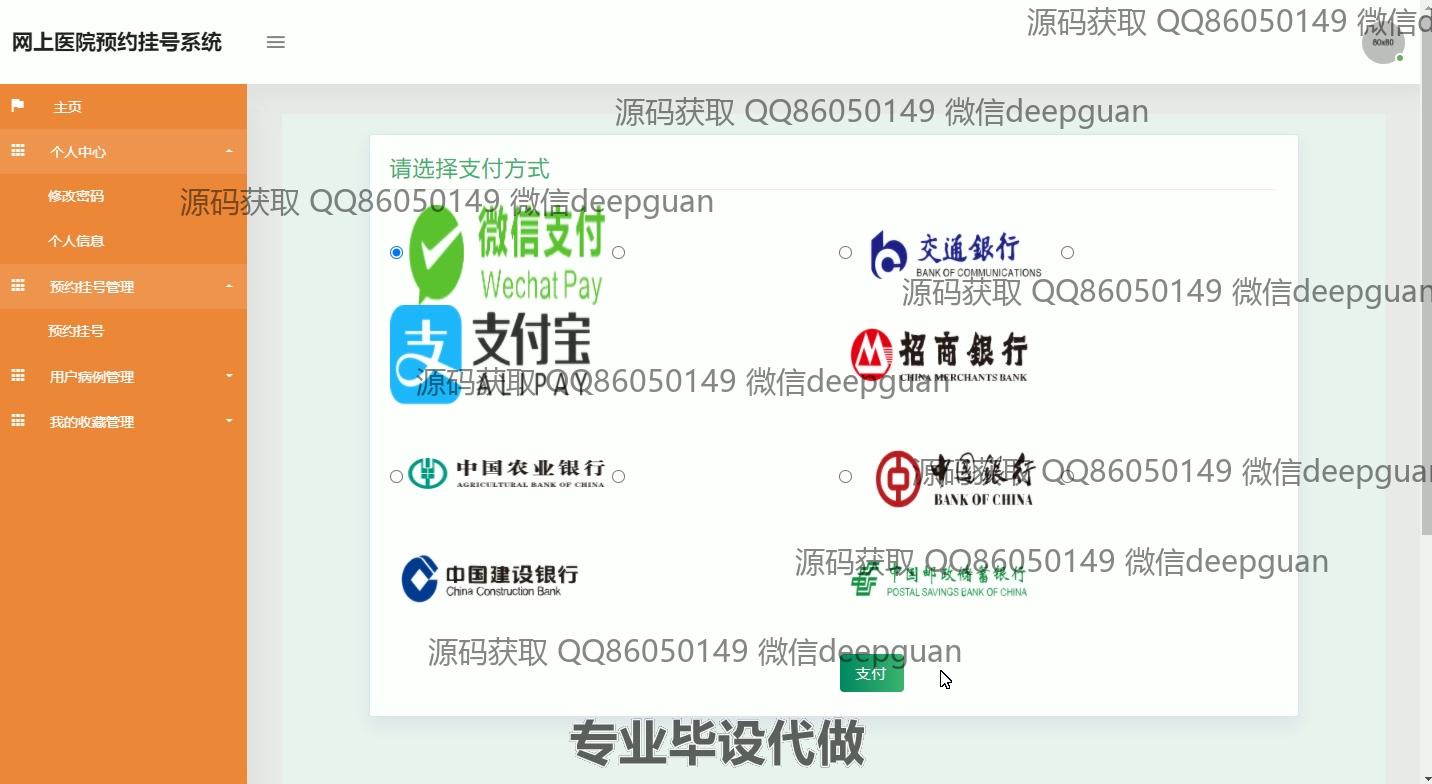 网上医院预约挂号系统
源码获取 QQ86050149 微信d
60x60
主页
源码获取 QQ86050149 微信deepguan
个人中心
请选择支付方式
修改密码
源码获取 QQ86050149 微信deepguan
微信支付
Wechat Pay
交通銀行
BANK OF COMMUNICATIONS
个人信息
预约挂号管理
源码获取 QQ86050149 微信deepguan
支付宝
ALIPAY
招商銀行
CHINA MERCHANTS BANK
预约挂号
用户病例管理
源码获取 QQ86050149 微信deepguan
我的收藏管理
中国农业银行
AGRICULTURAL BANK OF CHINA
中国銀行
BANK OF CHINA
源码获取 QQ86050149 微信deepguan
中国建设银行
China Construction Bank
中国邮政储蓄银行
POSTAL SAVINGS BANK OF CHINA
源码获取 QQ86050149 微信deepguan
源码获取 QQ86050149 微信deepguan
支付
专业毕设代做